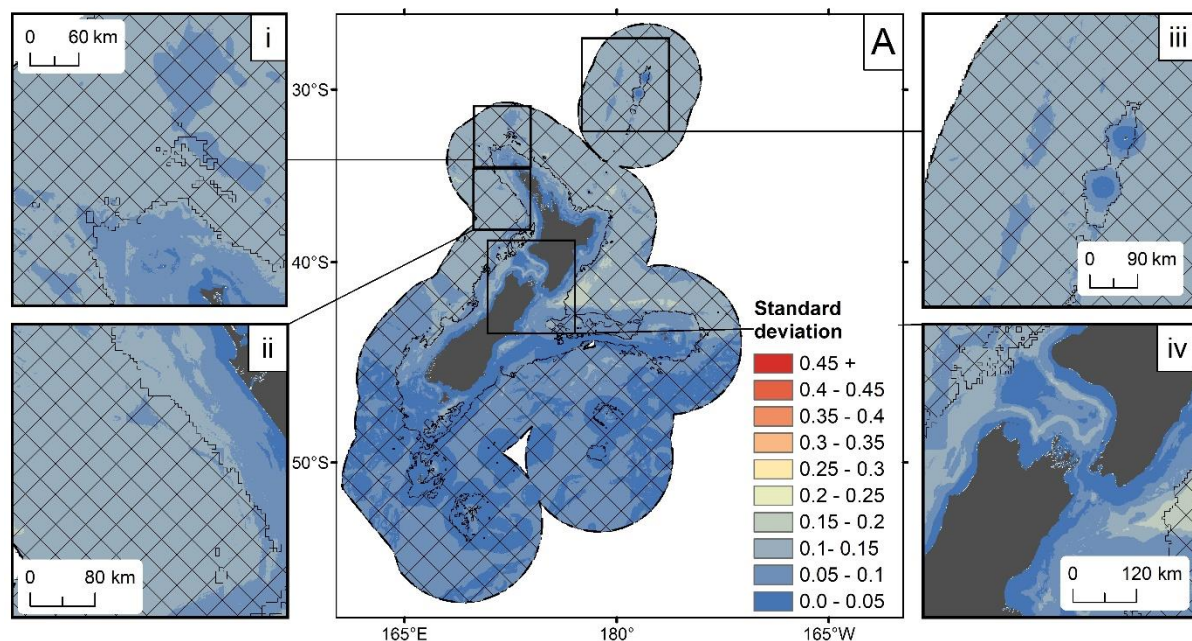 i
0 60 km
ii
0 80 km
A
30°S
40°S
50°S
165°E 180° 165°W
Standard
deviation
0.45 +
0.4 - 0.45
0.35 - 0.4
0.3 - 0.35
0.25 - 0.3
0.2 - 0.25
0.15 - 0.2
0.1 - 0.15
0.05 - 0.1
0.0 - 0.05
iii
0 90 km
iv
0 120 km